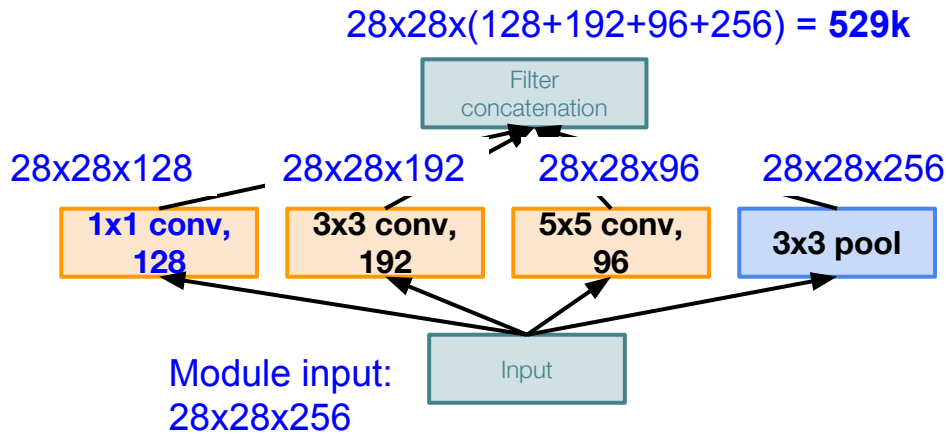 28x28x(128+192+96+256) = 529k
Filter
concatenation
28x28x128
28x28x192
28x28x96
28x28x256
1x1 conv,
128
3x3 conv,
192
5x5 conv,
96
3x3 pool
Input
Module input:
28x28x256